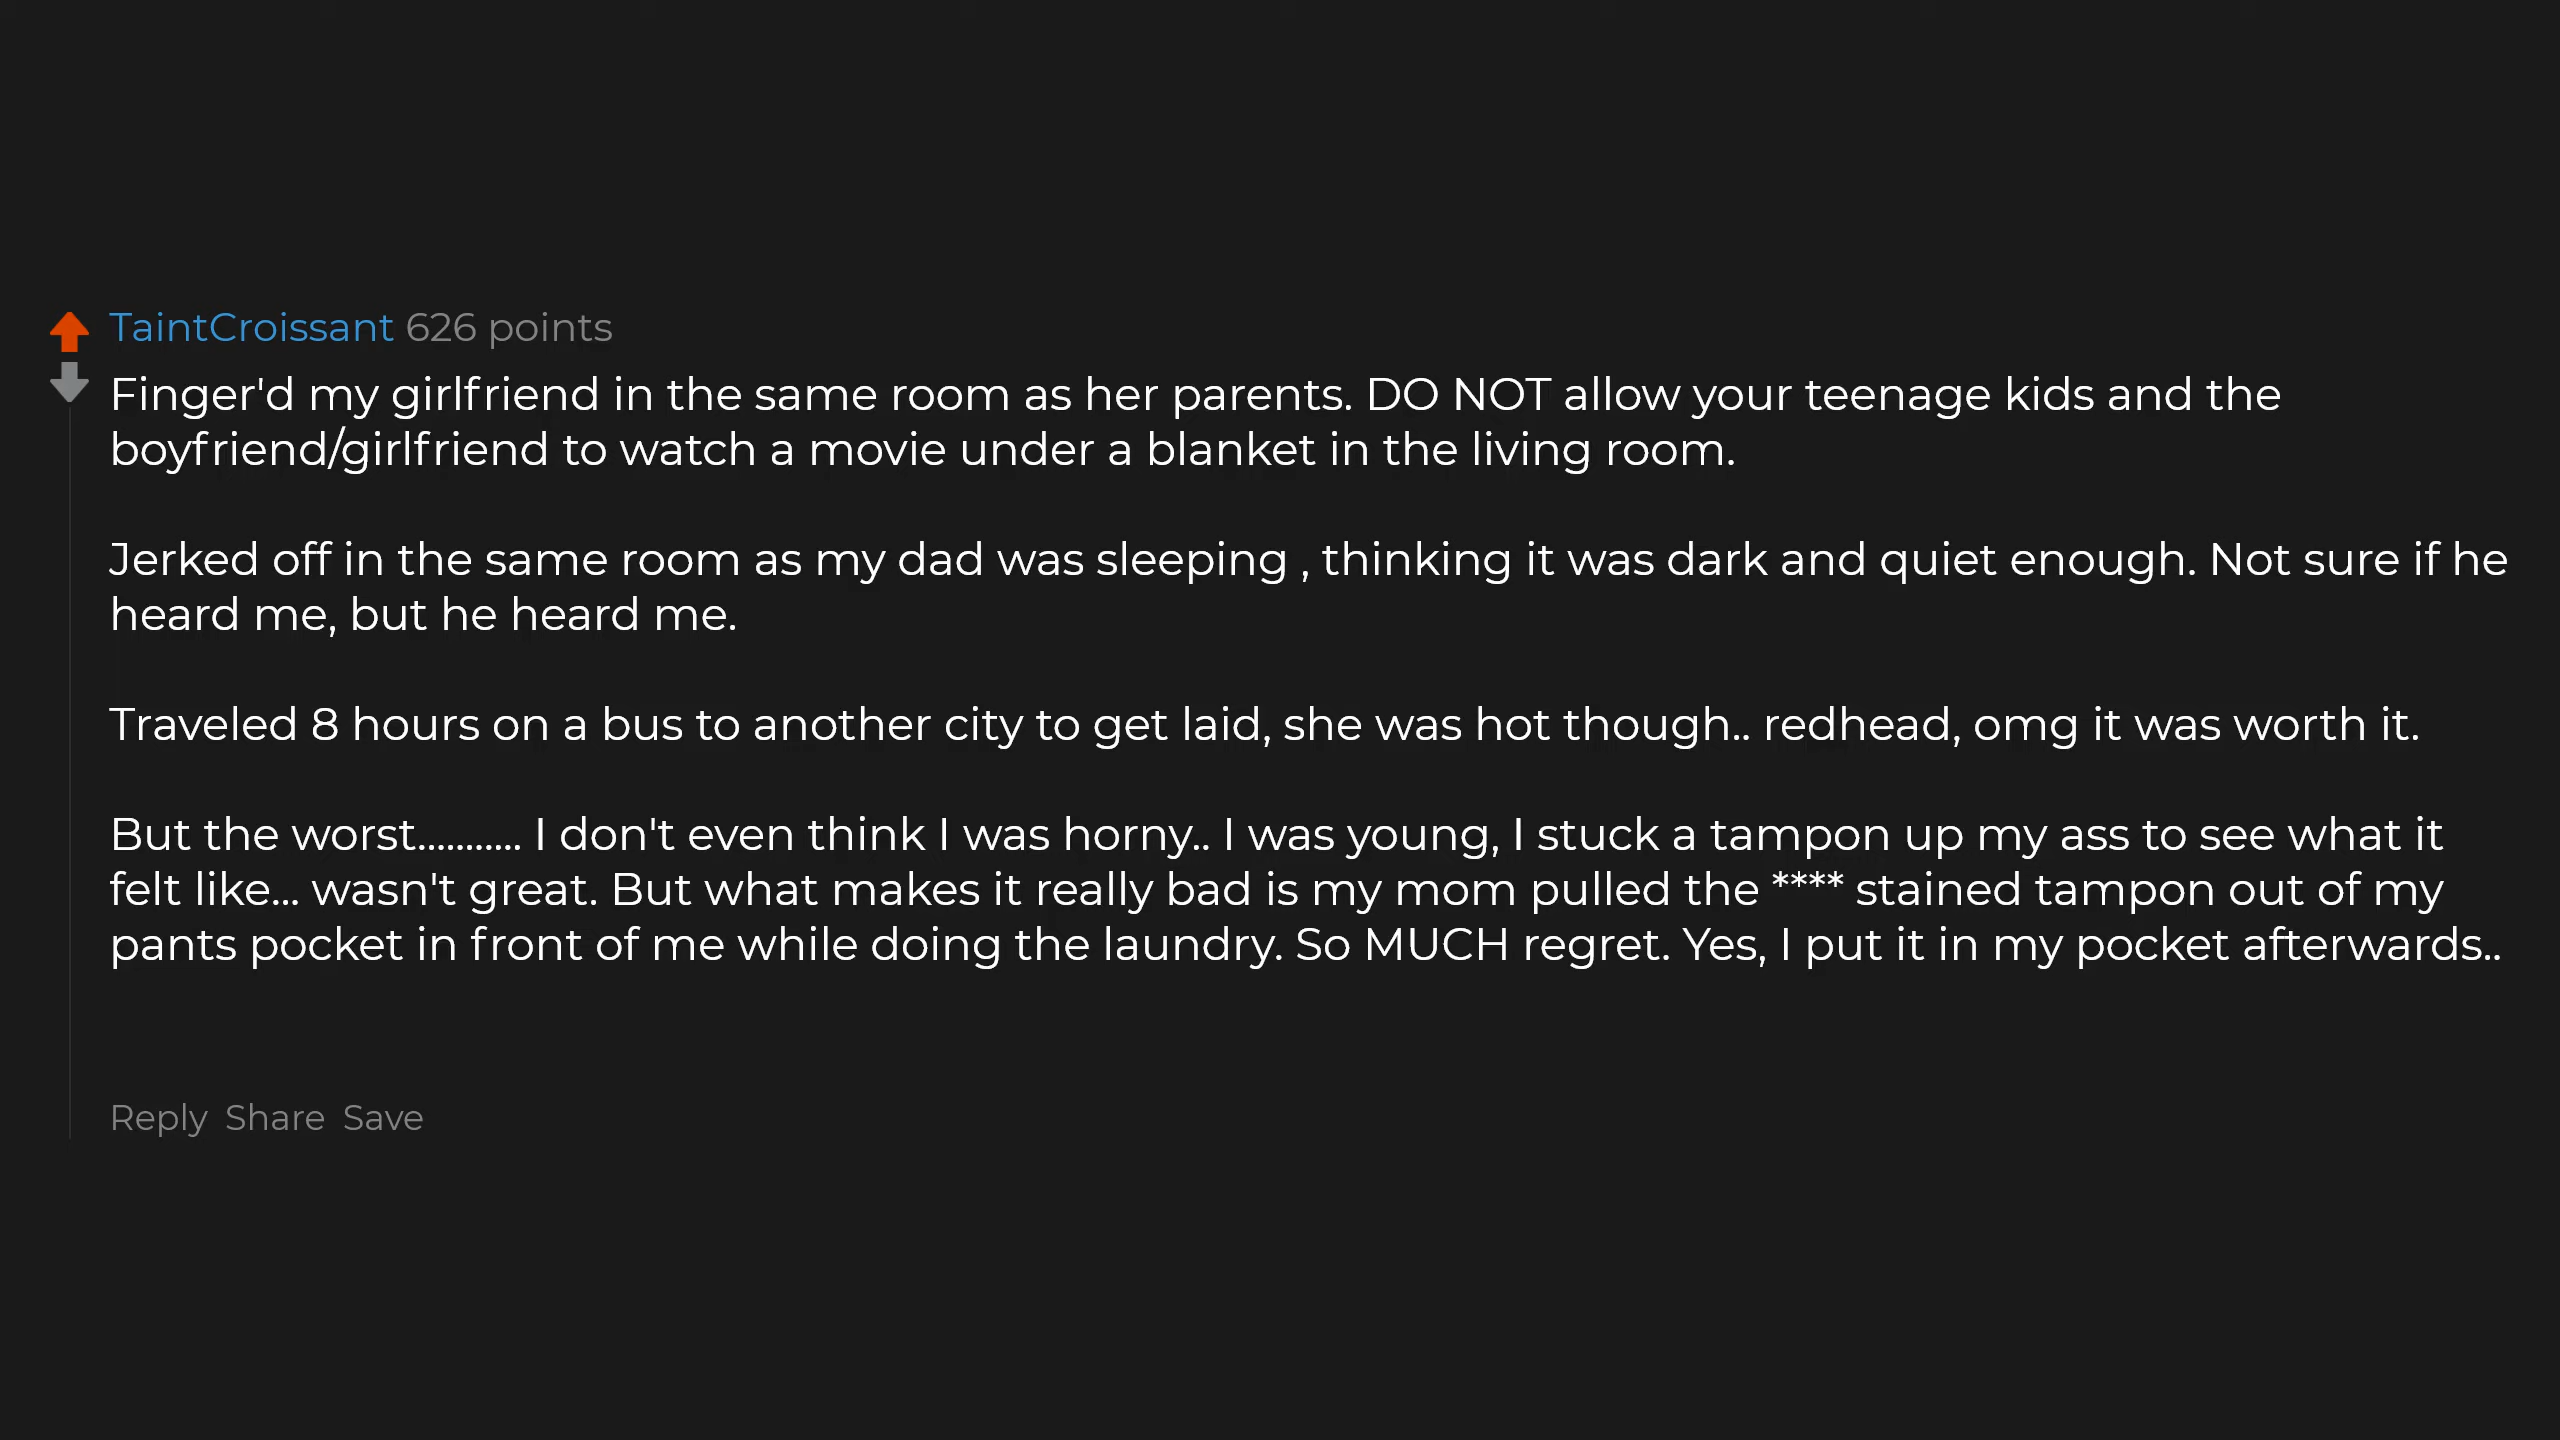 TaintCroissant 626 points
Finger'd my girlfriend in the same room as her parents. DO NOT allow your teenage kids and the
boyfriend/girlfriend to watch a movie under a blanket in the living room.
Jerked off in the same room as my dad was sleeping , thinking it was dark and quiet enough. Not sure if he
heard me, but he heard me.
Traveled 8 hours on a bus to another city to get laid, she was hot though.. redhead, omg it was worth it.
But the worst........... I don't even think I was horny.. I was young, I stuck a tampon up my ass to see what it
felt like... wasn't great. But what makes it really bad is my mom pulled the **** stained tampon out of my
pants pocket in front of me while doing the laundry. So MUCH regret. Yes, I put it in my pocket afterwards..
Reply Share Save